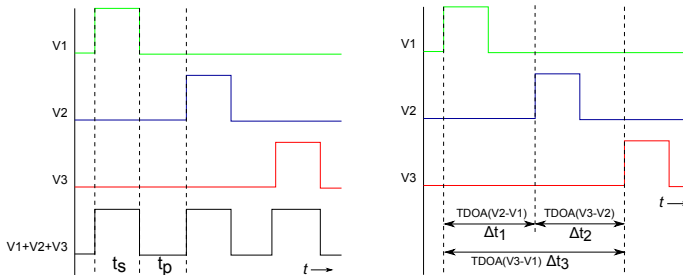 V1
V2
V3
V1+V2+V3
ts
tp
t
V1
V2
V3
t
TDOA(V2-V1)
TDOA(V3-V2)
Δt1
Δt2
TDOA(V3-V1)
Δt3